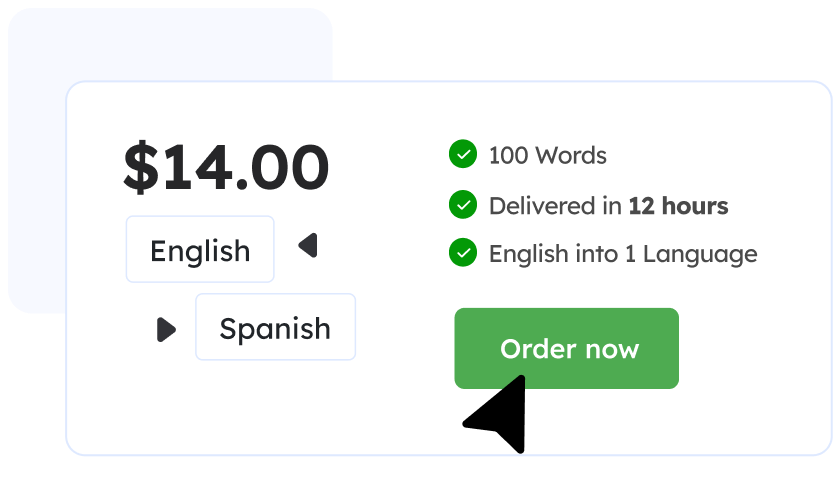 $14.00
English
Spanish
100 Words
Delivered in 12 hours
English into 1 Language
Order now